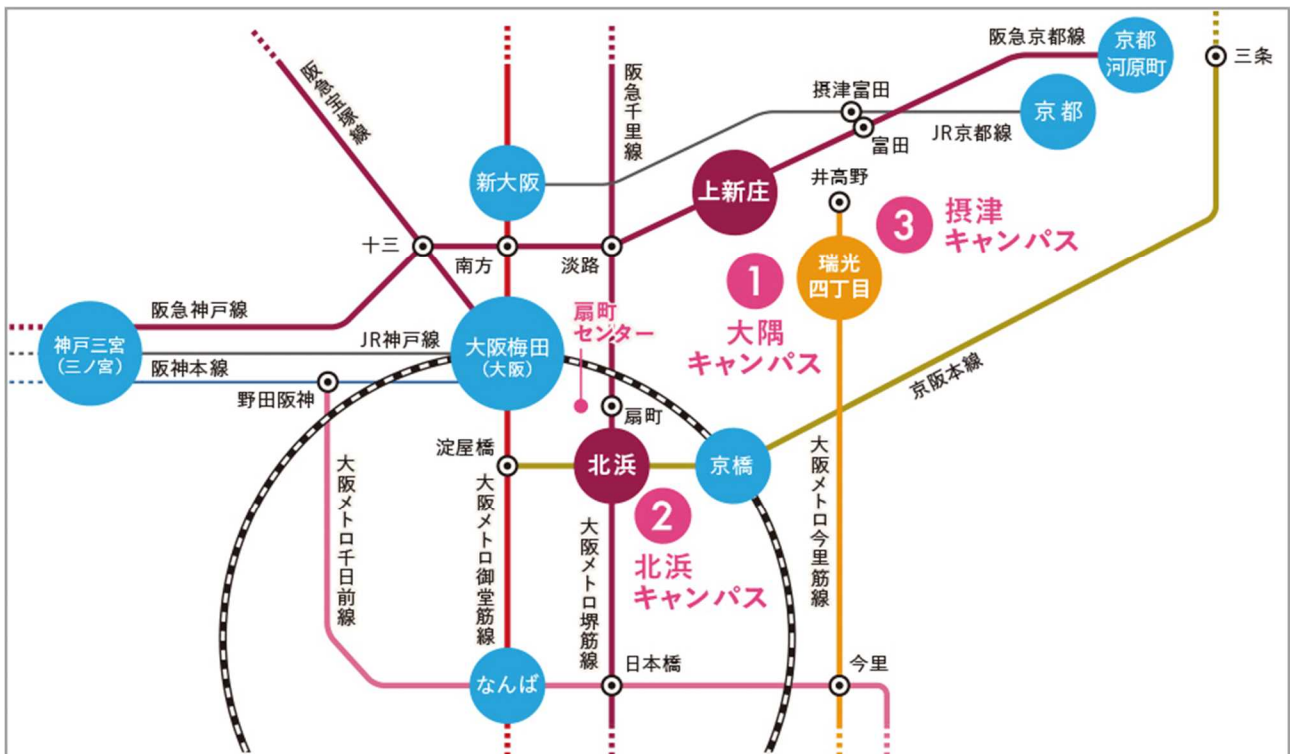 阪急京都線
京都
河原町
三条
阪急宝塚線
阪急千里線
摂津富田
京都
JR京都線
富田
新大阪
上新庄
井高野
3
摂津
キャンパス
十三
南方
淡路
1
大隅
キャンパス
瑞光
四丁目
阪急神戸線
扇町
センター
神戸三宮
(三ノ宮)
JR神戸線
阪神本線
大阪梅田
(大阪)
野田阪神
扇町
京阪本線
淀屋橋
北浜
京橋
2
北浜
キャンパス
大阪メトロ千日前線
大阪メトロ御堂筋線
大阪メトロ堺筋線
大阪メトロ今里筋線
なんば
日本橋
今里